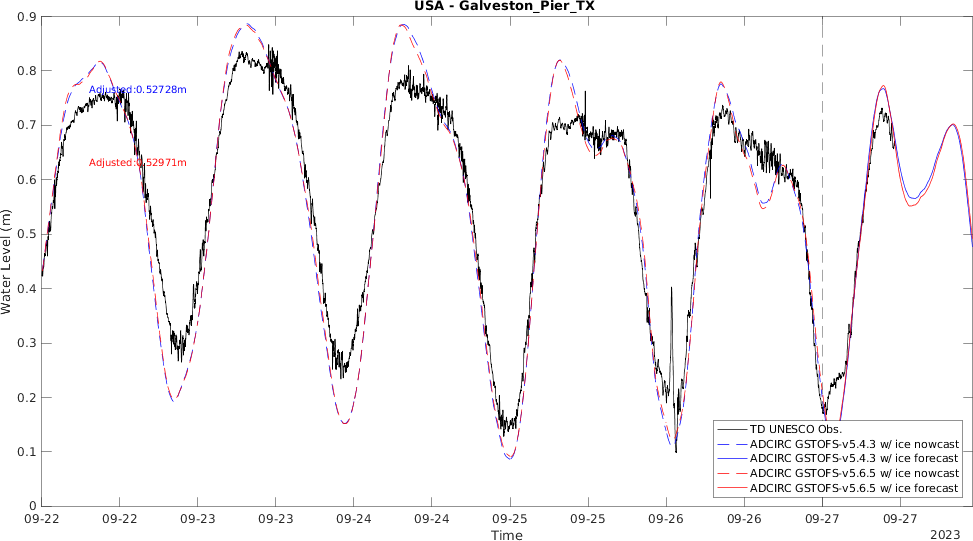 USA - Galveston_Pier_TX
0.9
0.8
0.7
0.6
0.5
0.4
0.3
0.2
0.1
0
Water Level (m)
Adjusted:0.52728m
Adjusted:0.52971m
TD UNESCO Obs.
ADCIRC GSTOFS-v5.4.3 w/ ice nowcast
ADCIRC GSTOFS-v5.4.3 w/ ice forecast
ADCIRC GSTOFS-v5.6.5 w/ ice nowcast
ADCIRC GSTOFS-v5.6.5 w/ ice forecast
09-22 09-22 09-23 09-23 09-24 09-24 09-25 09-25 09-26 09-26 09-27 09-27
Time
2023